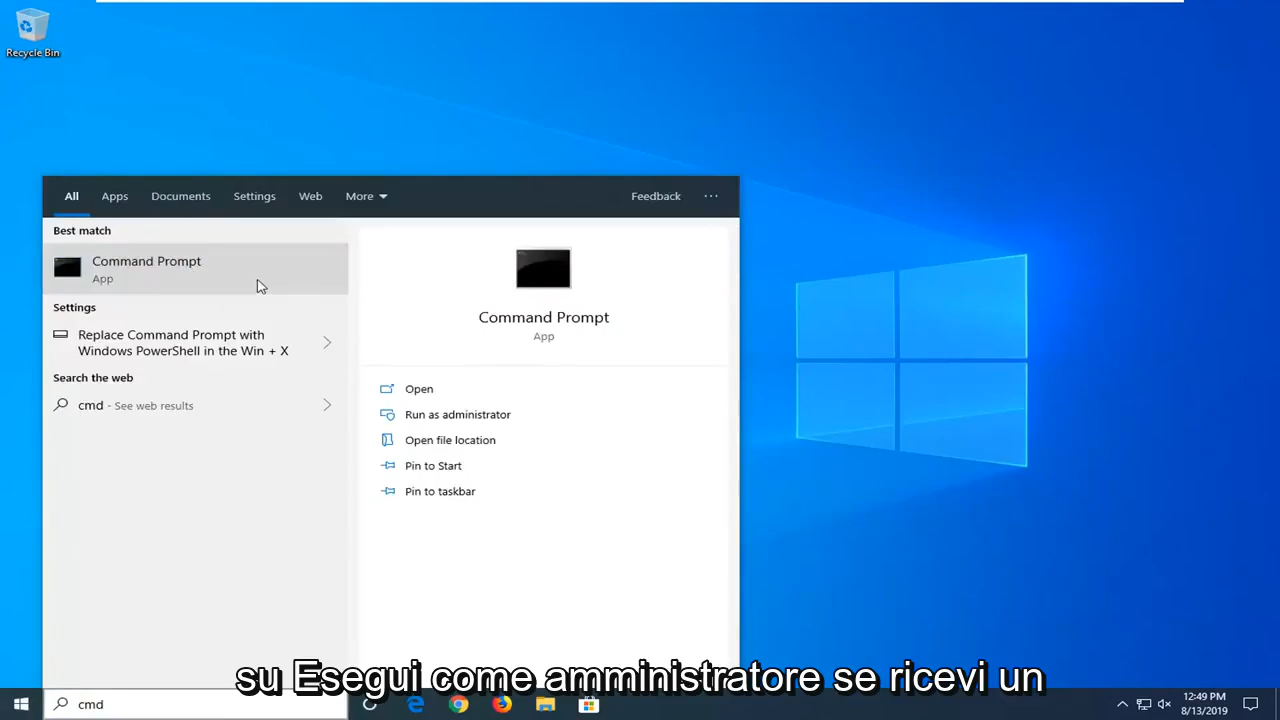 Recycle Bin
All Apps Documents Settings Web More Feedback ...
Best match
Command Prompt
App
Settings
Replace Command Prompt with
Windows PowerShell in the Win + X
Search the web
cmd - See web results
Command Prompt
App
Open
Run as administrator
Open file location
Pin to Start
Pin to taskbar
su Esegui come amministratore se ricevi un
cmd
12:49 PM
8/13/2019